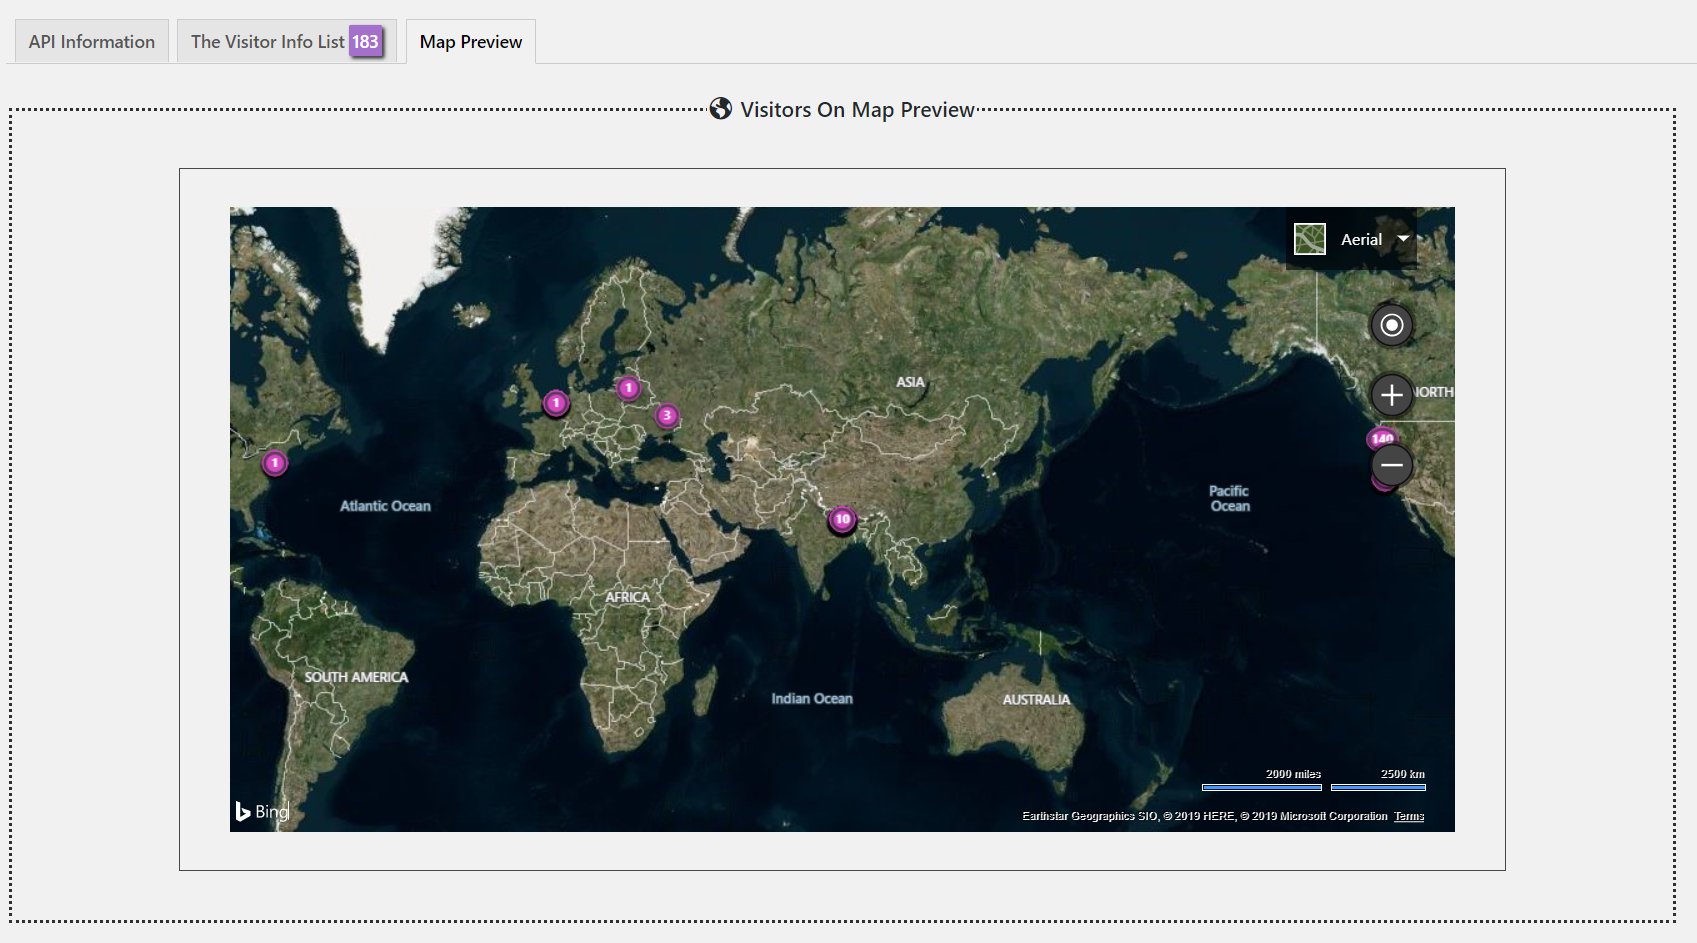 API Information
The Visitor Info List 183
Map Preview
Visitors On Map Preview
Aerial
ASIA
NORTH
1
1
3
140
1
Atlantic Ocean
Pacific
Ocean
10
AFRICA
SOUTH AMERICA
Indian Ocean
AUSTRALIA
2000 miles
2500 km
Bing
Earthstar Geographics SIO, © 2019 HERE, © 2019 Microsoft Corporation Terms